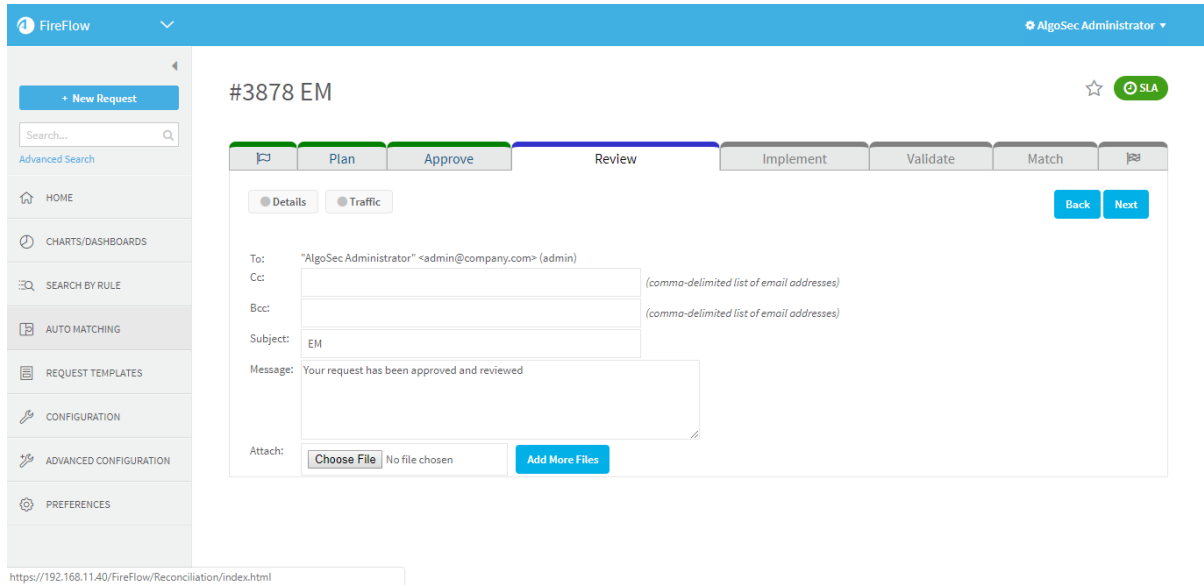 FireFlow
AlgoSec Administrator
+ New Request
Search...
Advanced Search
HOME
CHARTS/DASHBOARDS
SEARCH BY RULE
AUTO MATCHING
REQUEST TEMPLATES
CONFIGURATION
ADVANCED CONFIGURATION
PREFERENCES
#3878 EM
SLA
Plan Approve Review Implement Validate Match
Details Traffic Back Next
To: "AlgoSec Administrator" <admin@company.com> (admin)
Cc: (comma-delimited list of email addresses)
Bcc: (comma-delimited list of email addresses)
Subject: EM
Message: Your request has been approved and reviewed
Attach: Choose File No file chosen Add More Files
https://192.168.11.40/FireFlow/Reconciliation/index.html